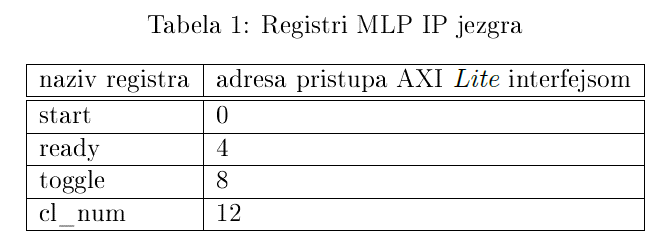 Tabela 1: Registri MLP IP jezgra
naziv registra adresa pristupa AXI Lite interfejsom
start 0
ready 4
toggle 8
cl_num 12